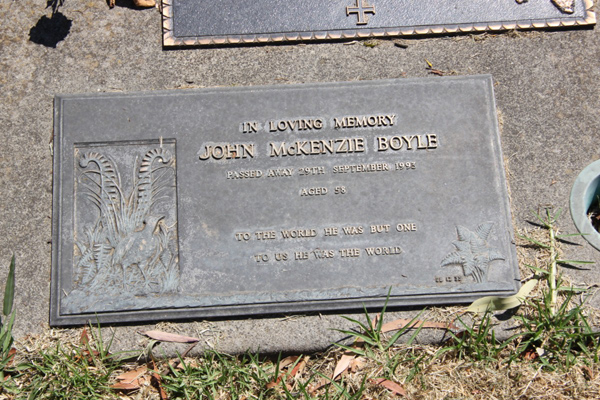 IN LOVING MEMORY
JOHN McKENZIE BOYLE
PASSED AWAY 29TH. SEPTEMBER 1993
AGED 58
TO THE WORLD HE WAS BUT ONE
TO US HE WAS THE WORLD